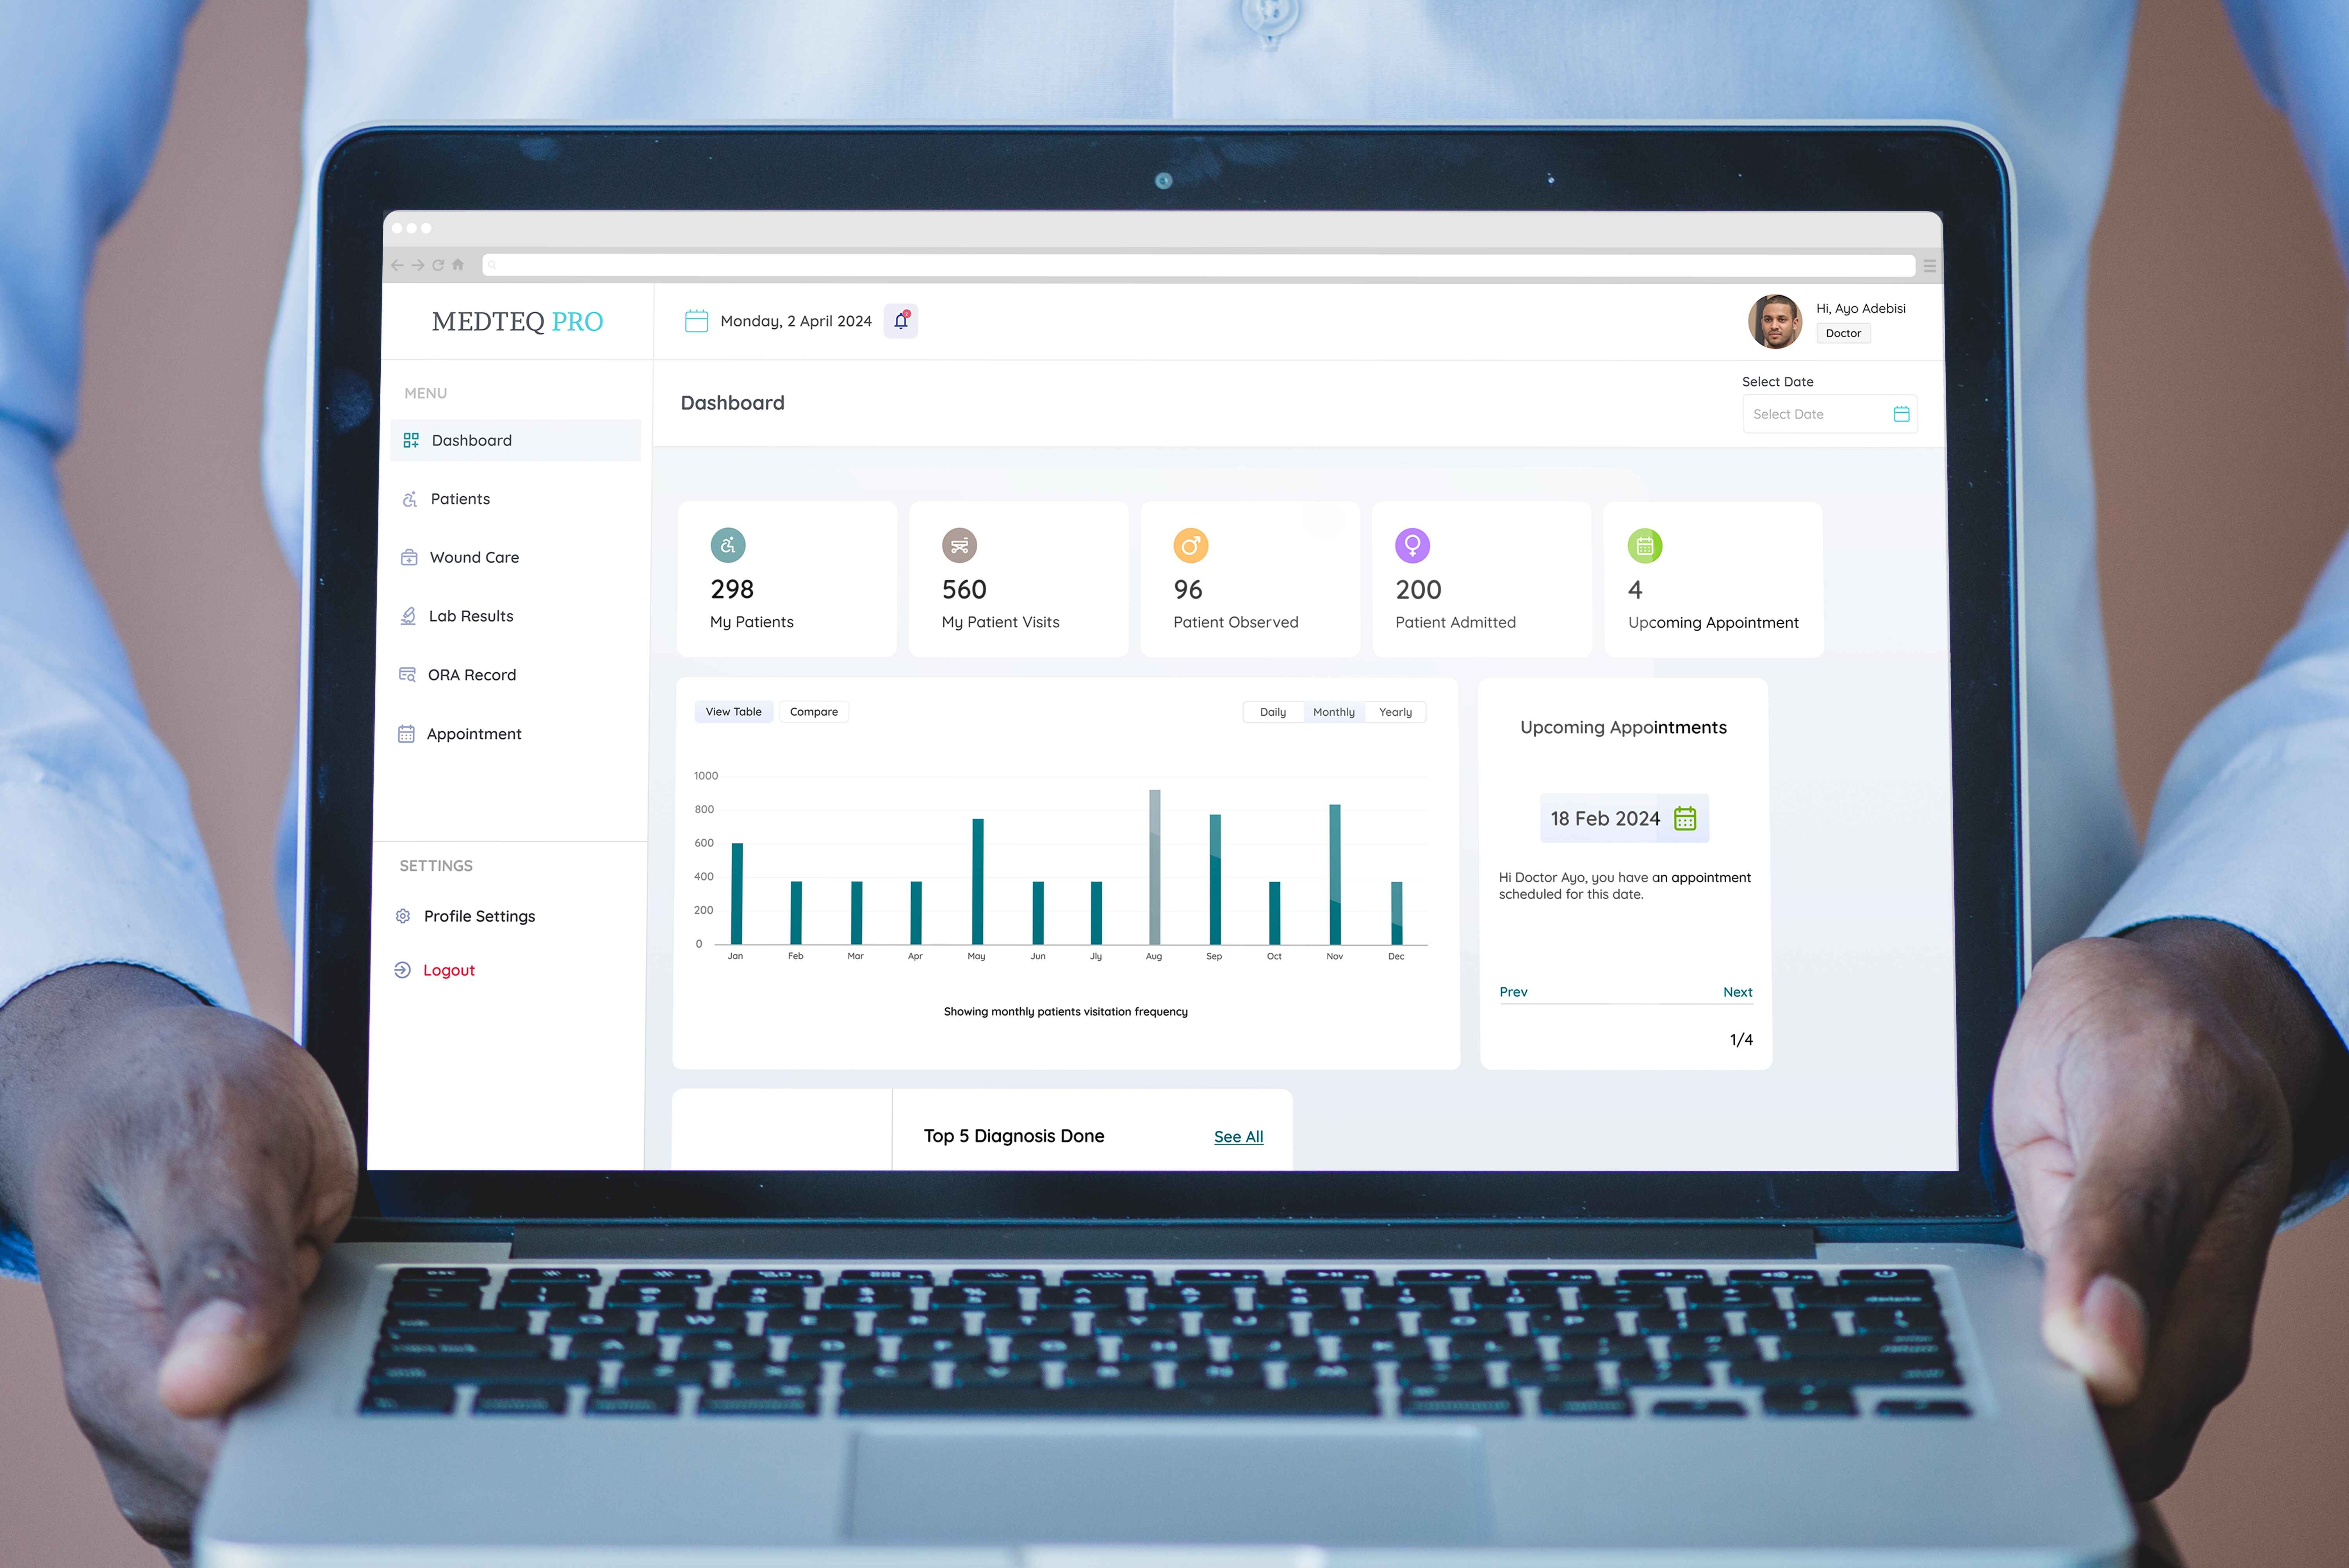 MEDTEQ PRO
Monday, 2 April 2024
Hi, Ayo Adebisi
Doctor
MENU
Dashboard
Patients
Wound Care
Lab Results
ORA Record
Appointment
SETTINGS
Profile Settings
Logout
Dashboard
Select Date
Select Date
298
My Patients
560
My Patient Visits
96
Patient Observed
200
Patient Admitted
4
Upcoming Appointment
View Table
Compare
Daily
Monthly
Yearly
1000
800
600
400
200
0
Jan
Feb
Mar
Apr
May
Jun
Jly
Aug
Sep
Oct
Nov
Dec
Showing monthly patients visitation frequency
Upcoming Appointments
18 Feb 2024
Hi Doctor Ayo, you have an appointment
scheduled for this date.
Prev
Next
1/4
Top 5 Diagnosis Done
See All